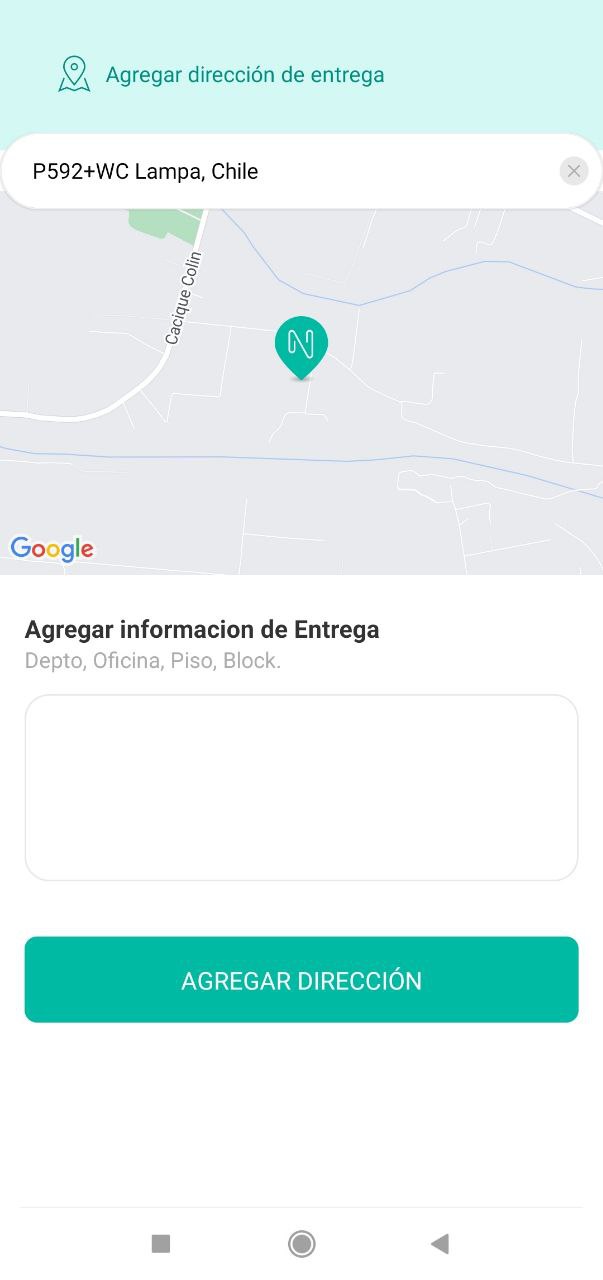 Agregar dirección de entrega
P592+WC Lampa, Chile
Cacique Colin
N
Google
Agregar informacion de Entrega
Depto, Oficina, Piso, Block.
AGREGAR DIRECCIÓN